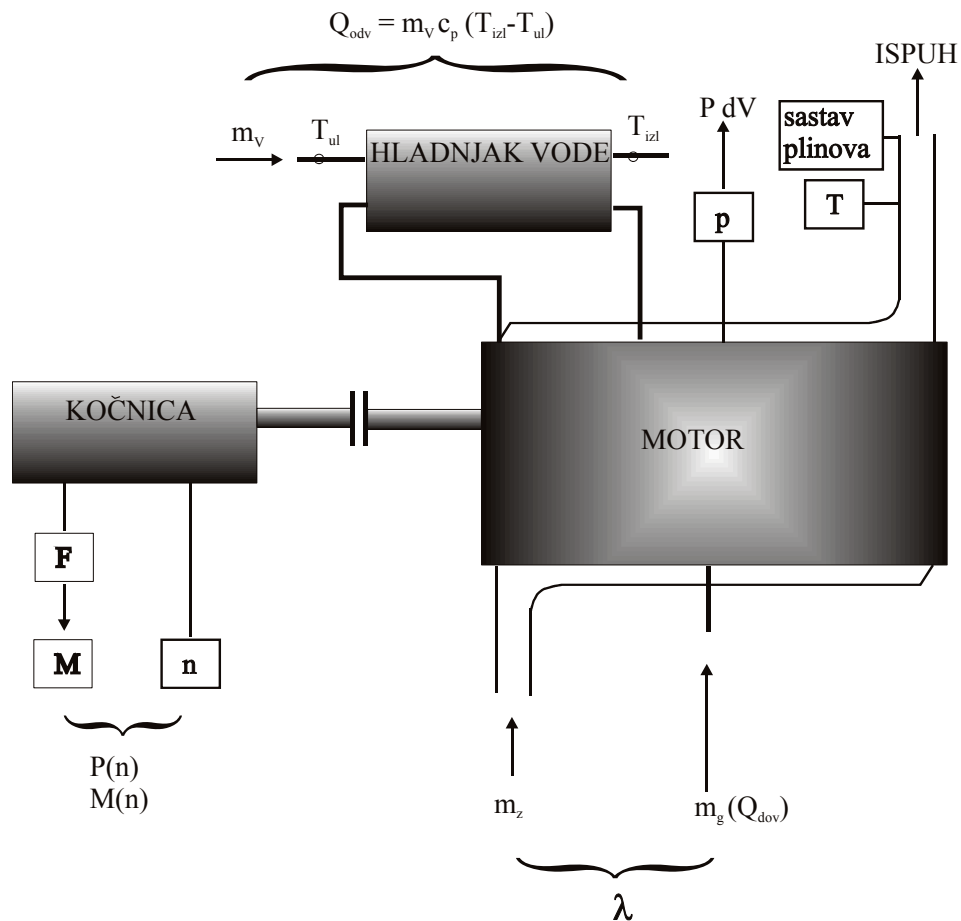 Q_odv = m_V c_p (T_izl-T_ul)
ISPUH
P dV
sastav
plinova
m_V
T_ul
T_izl
HLADNJAK VODE
p
T
KOČNICA
MOTOR
F
M
n
P(n)
M(n)
m_z
m_g (Q_dov)
λ